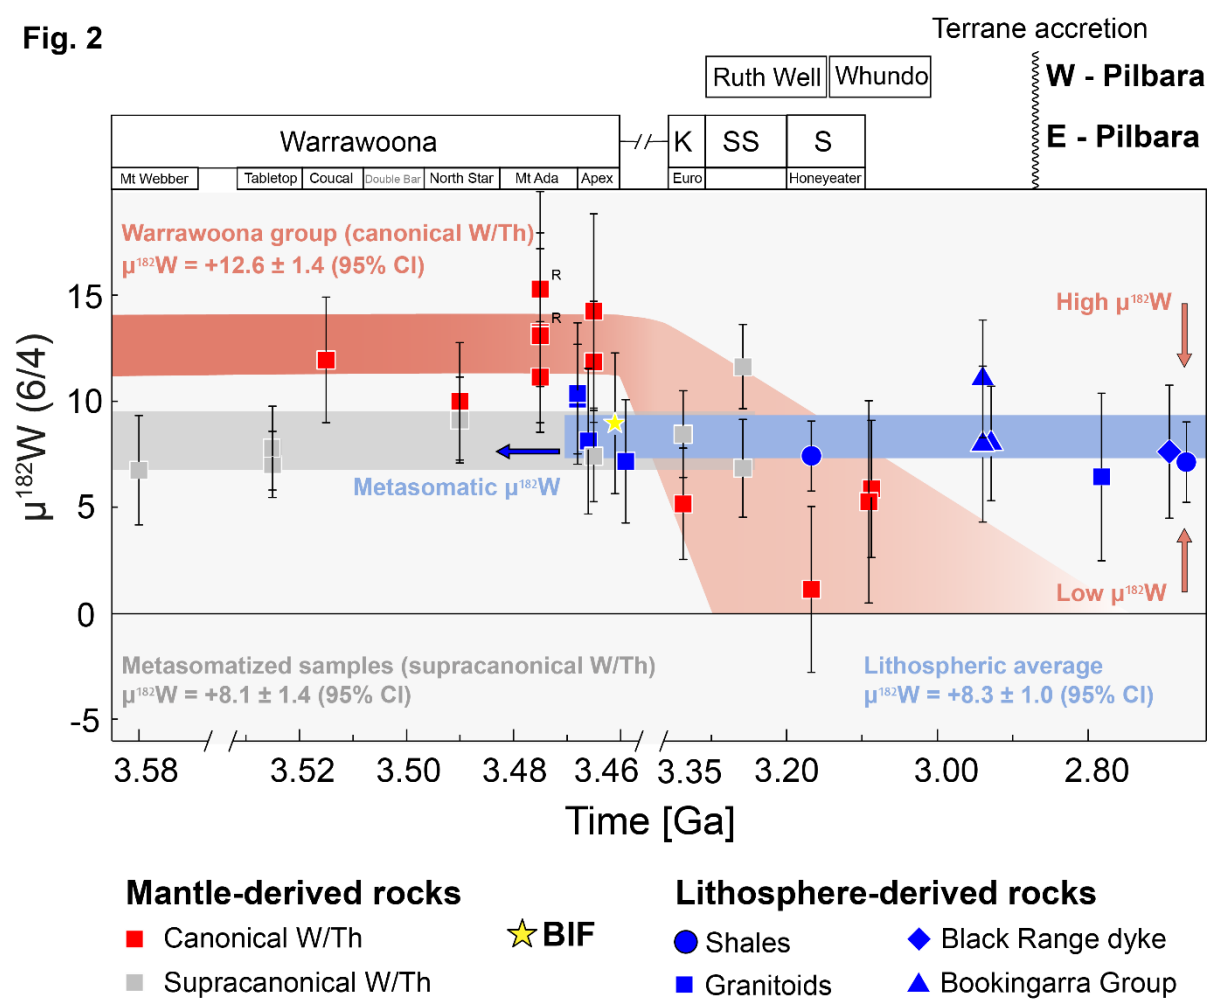 Fig. 2
Terrane accretion
Ruth Well Whundo
W - Pilbara
Warrawoona K SS S
E - Pilbara
Mt Webber Tabletop Coucal Double Bar North Star Mt Ada Apex Euro Honeyeater
Warrawoona group (canonical W/Th)
µ¹⁸²W = +12.6 ± 1.4 (95% CI)
R
R
High µ¹⁸²W
Metasomatic µ¹⁸²W
Low µ¹⁸²W
Metasomatized samples (supracanonical W/Th)
µ¹⁸²W = +8.1 ± 1.4 (95% CI)
Lithospheric average
µ¹⁸²W = +8.3 ± 1.0 (95% CI)
µ¹⁸²W (6/4)
15
10
5
0
-5
3.58 3.52 3.50 3.48 3.46 3.35 3.20 3.00 2.80
Time [Ga]
Mantle-derived rocks
Canonical W/Th
Supracanonical W/Th
BIF
Lithosphere-derived rocks
Shales
Granitoids
Black Range dyke
Bookingarra Group